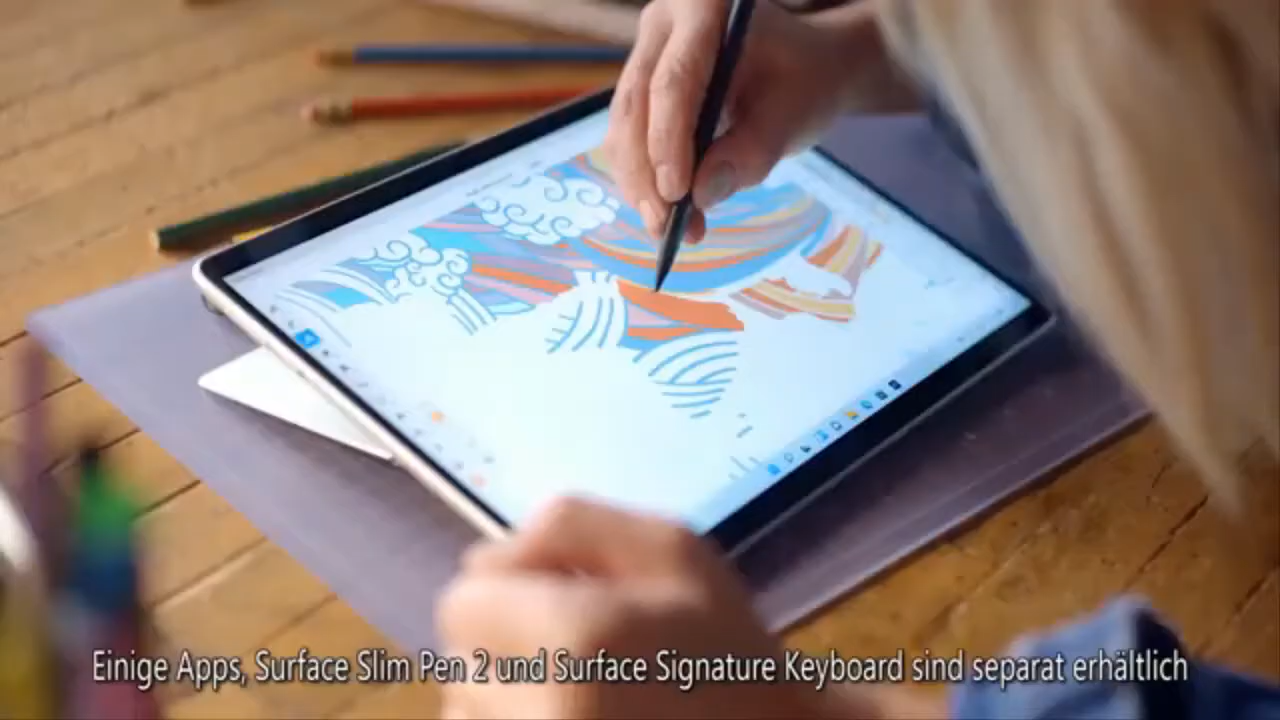 Einige Apps, Surface Slim Pen 2 und Surface Signature Keyboard sind separat erhältlich